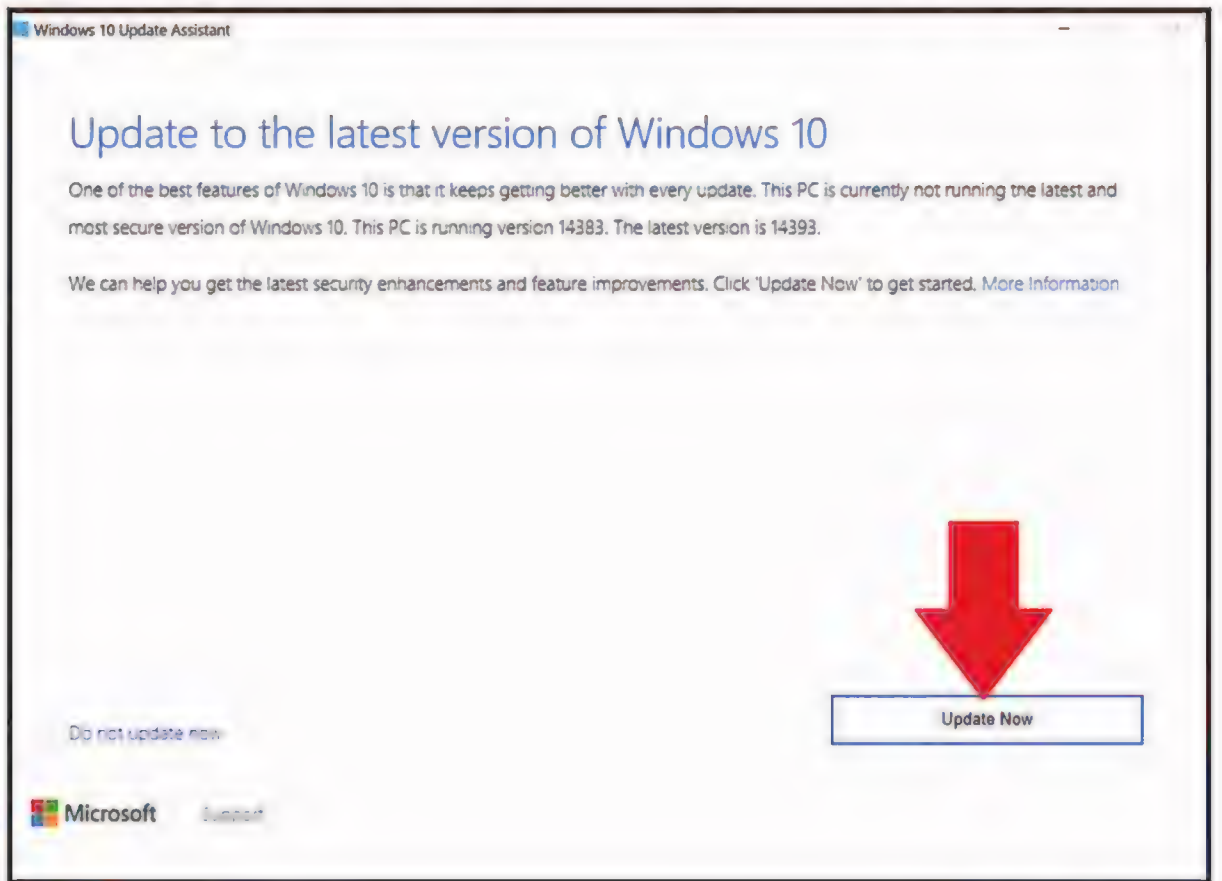 Windows 10 Update Assistant
Update to the latest version of Windows 10
One of the best features of Windows 10 is that it keeps getting better with every update. This PC is currently not running the latest and
most secure version of Windows 10. This PC is running version 14383. The latest version is 14393.
We can help you get the latest security enhancements and feature improvements. Click 'Update Now' to get started. More Information
Do not update now
Update Now
Microsoft
Support